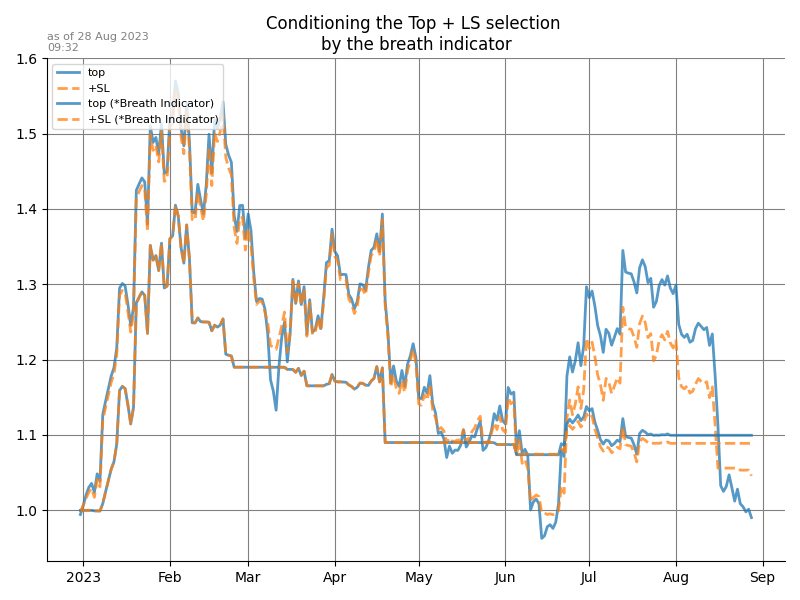 Conditioning the Top + LS selection
by the breath indicator
as of 28 Aug 2023
09:32
top
+SL
top (*Breath Indicator)
+SL (*Breath Indicator)
1.6
1.5
1.4
1.3
1.2
1.1
1.0
2023 Feb Mar Apr May Jun Jul Aug Sep